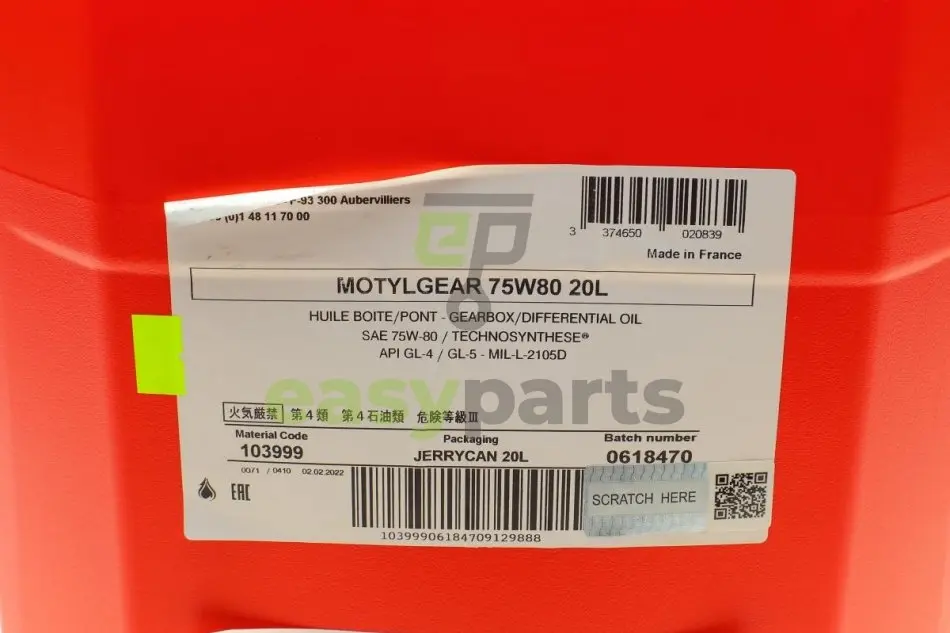 F-93 300 Aubervilliers
(0)1 48 11 70 00
3 374650 020839
Made in France
MOTYLGEAR 75W80 20L
HUILE BOITE/PONT - GEARBOX/DIFFERENTIAL OIL
SAE 75W-80 / TECHNOSYNTHESE®
API GL-4 / GL-5 - MIL-L-2105D
easyparts
火気厳禁 第4類 第4石油類 危険等級III
Material Code
103999
Packaging
JERRYCAN 20L
Batch number
0618470
0071 / 0410 02.02.2022
EAC
SCRATCH HERE
10399906184709129888